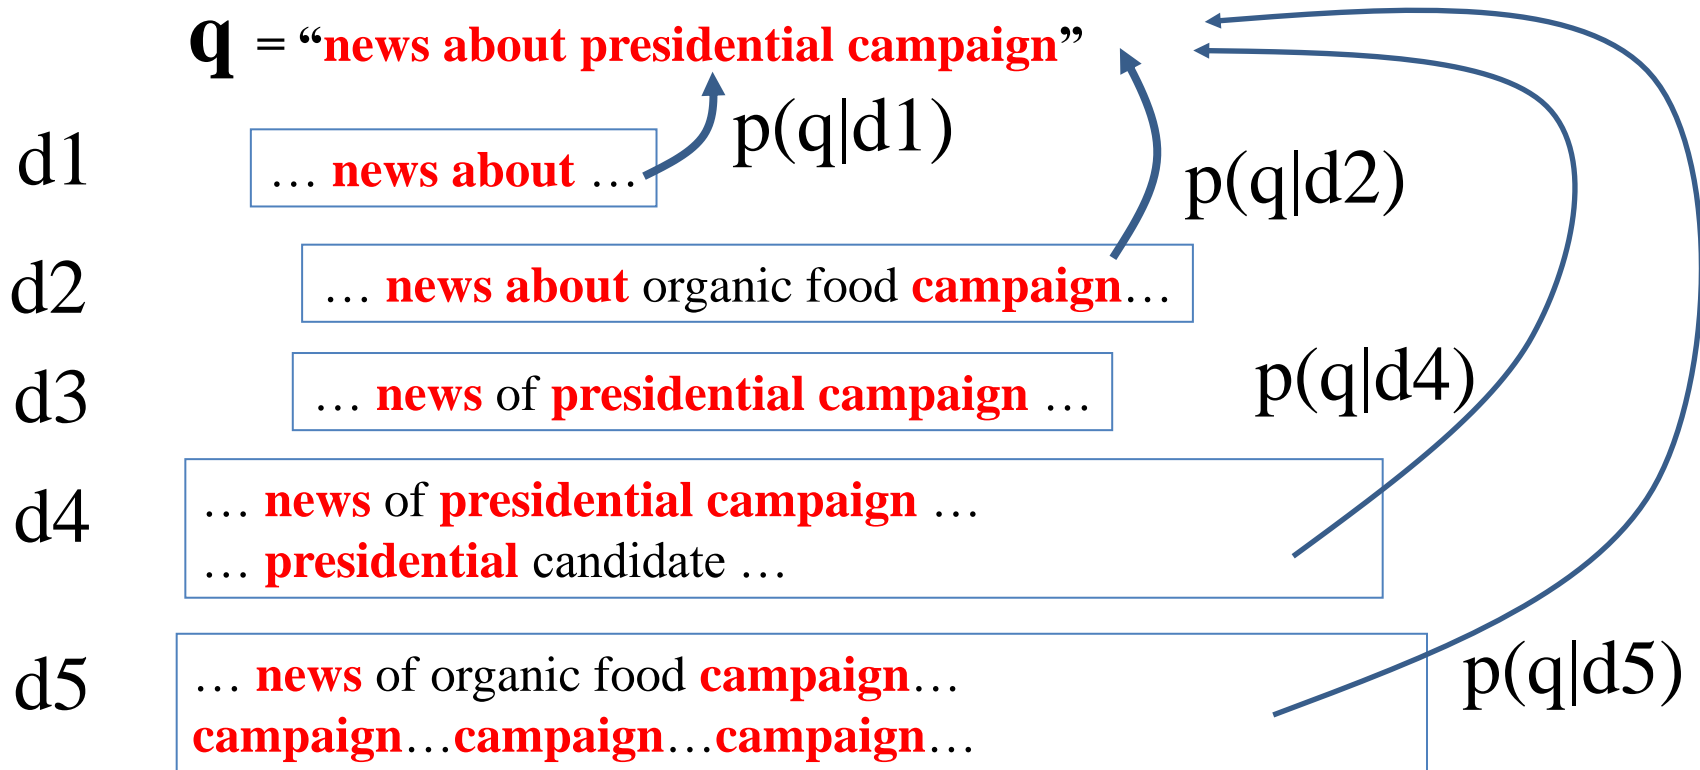 q = “news about presidential campaign”
p(q|d1)
d1
… news about …
p(q|d2)
d2
… news about organic food campaign…
d3
… news of presidential campaign …
p(q|d4)
d4
… news of presidential campaign …
… presidential candidate …
d5
… news of organic food campaign…
campaign…campaign…campaign…
p(q|d5)